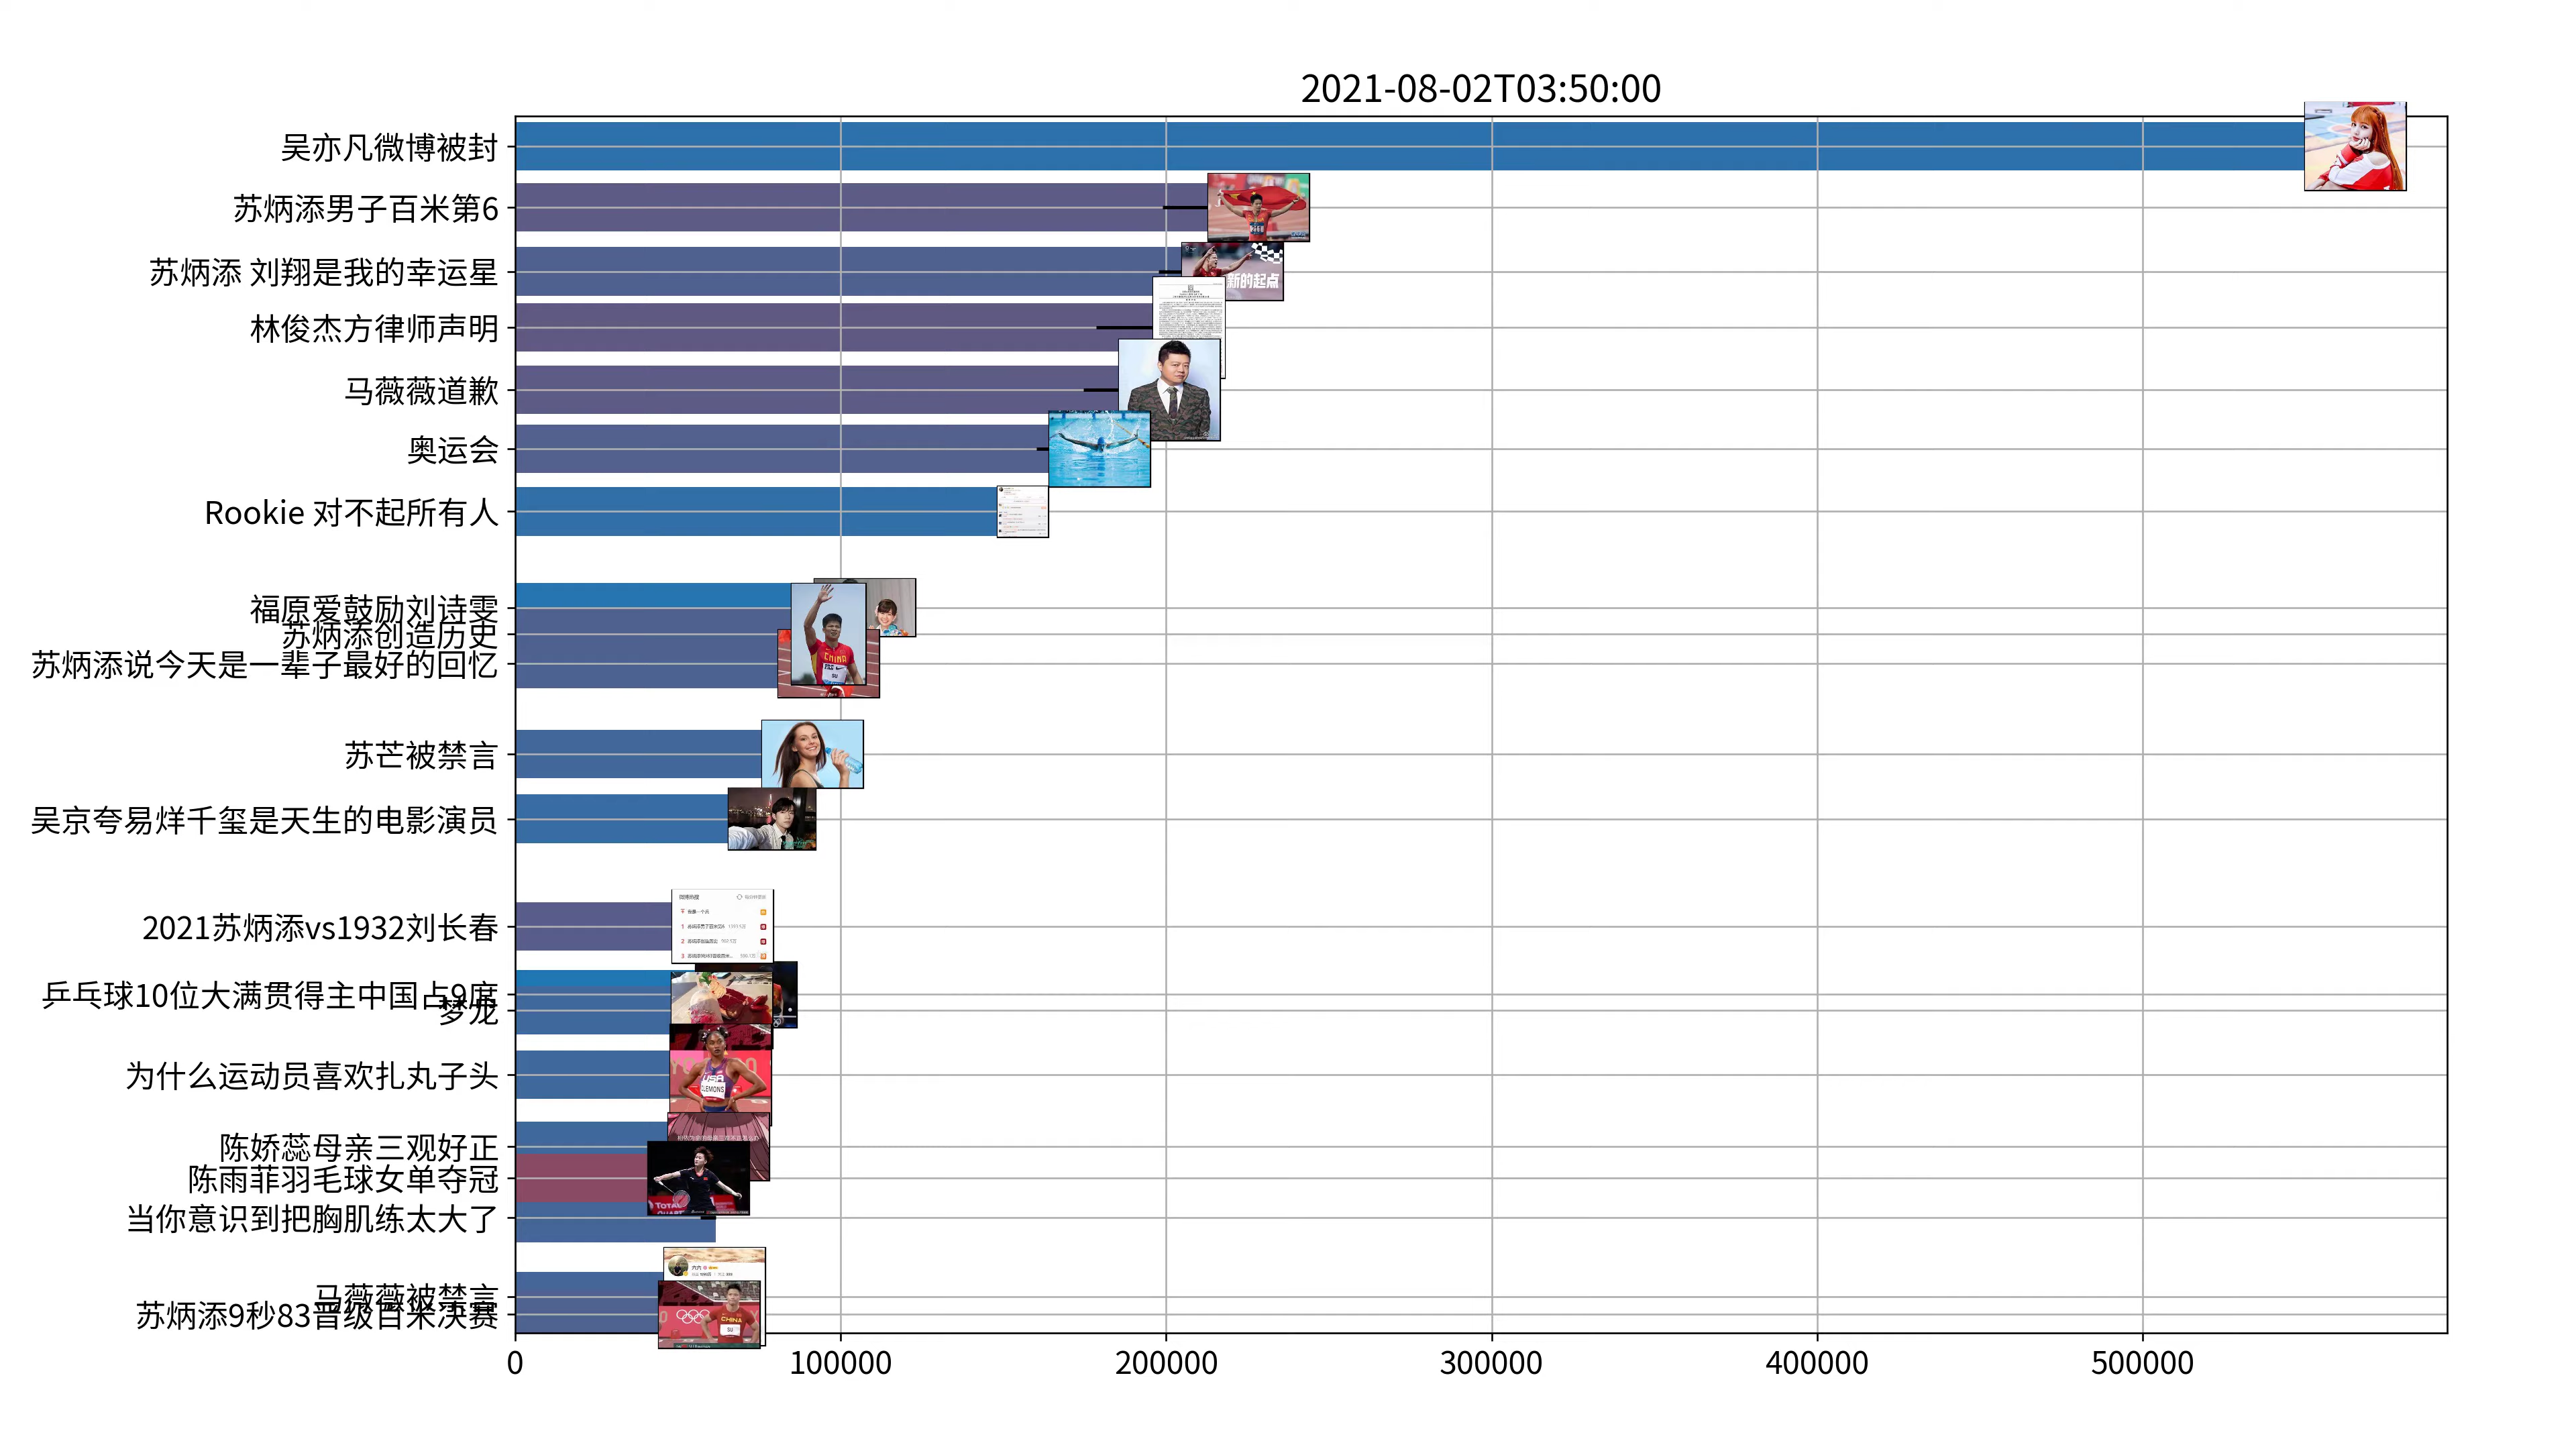 2021-08-02T03:50:00
吴亦凡微博被封
苏炳添男子百米第6
苏炳添 刘翔是我的幸运星
新的起点
林俊杰方律师声明
马薇薇道歉
奥运会
Rookie 对不起所有人
福原爱鼓励刘诗雯
苏炳添创造历史
CHINA
SU
苏炳添说今天是一辈子最好的回忆
苏芒被禁言
吴京夸易烊千玺是天生的电影演员
2021苏炳添vs1932刘长春
乒乓球10位大满贯得主中国占9席
梦龙
USA
CLEMONS
为什么运动员喜欢扎丸子头
陈娇蕊母亲三观好正
陈雨菲羽毛球女单夺冠
TOTAL
当你意识到把胸肌练太大了
马薇薇被禁言
苏炳添9秒83晋级百米决赛
CHINA
SU
0 100000 200000 300000 400000 500000